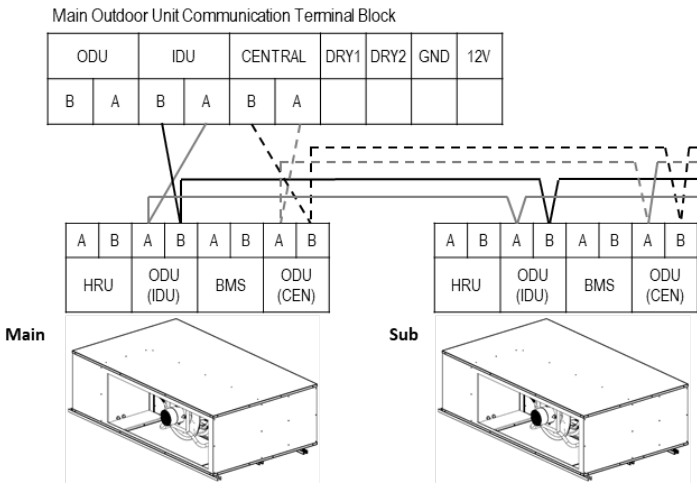 Main Outdoor Unit Communication Terminal Block
ODU IDU CENTRAL DRY1 DRY2 GND 12V
B A B A B A
A B A B A B A B
HRU ODU (IDU) BMS ODU (CEN)
A B A B A B A B
HRU ODU (IDU) BMS ODU (CEN)
Main
Sub